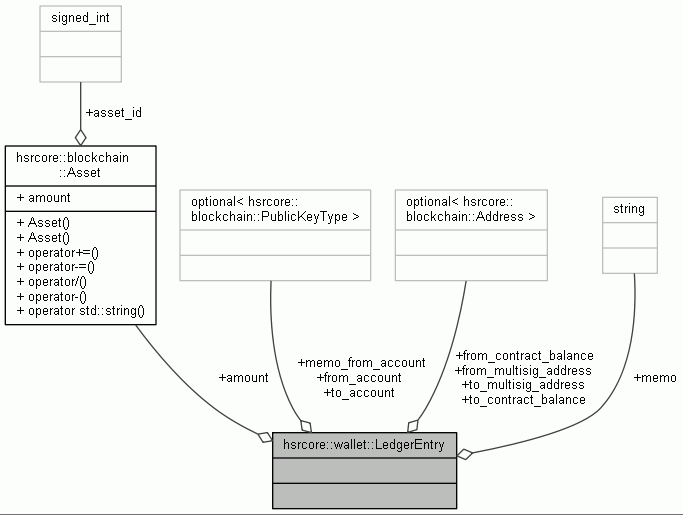 signed_int
+asset_id
hsrcore::blockchain
::Asset
+ amount
+ Asset()
+ Asset()
+ operator+=()
+ operator-=()
+ operator/()
+ operator-()
+ operator std::string()
optional< hsrcore::
blockchain::PublicKeyType >
optional< hsrcore::
blockchain::Address >
string
+amount
+memo_from_account
+from_account
+to_account
+from_contract_balance
+from_multisig_address
+to_multisig_address
+to_contract_balance
+memo
hsrcore::wallet::LedgerEntry